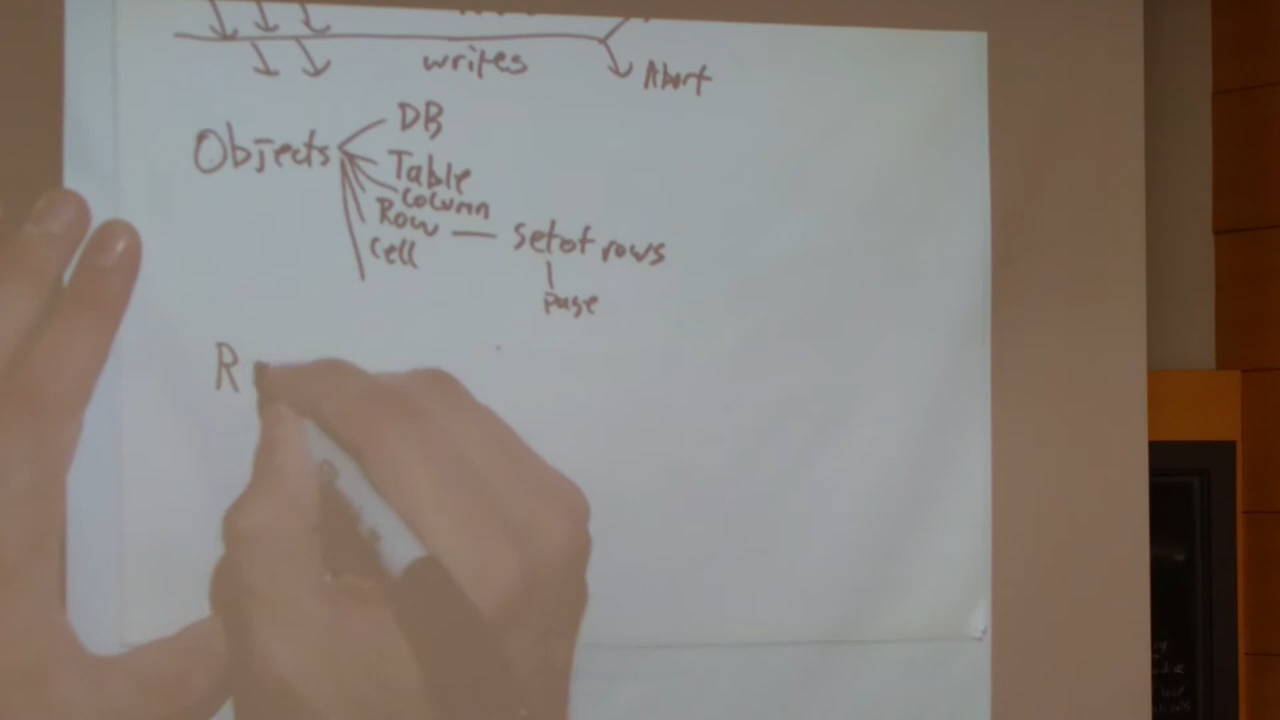 writes
Abort
Objects
DB
Table
Column
Row — set of rows
Cell
Page
R